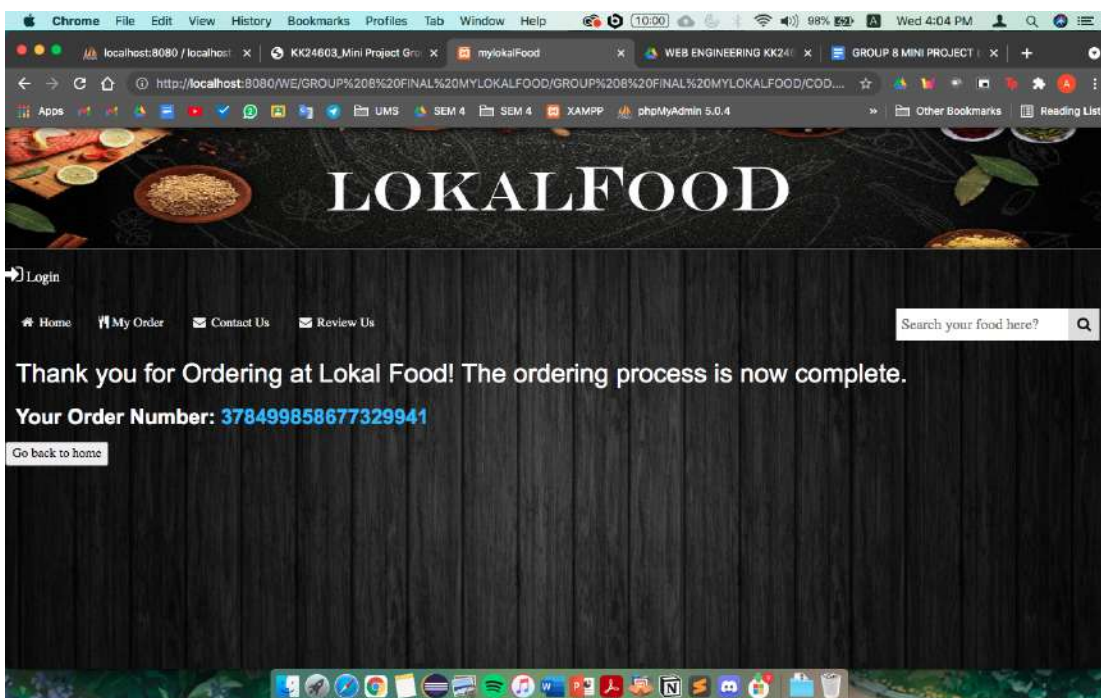 Chrome File Edit View History Bookmarks Profiles Tab Window Help (10:00) 98% Wed 4:04 PM
localhost:8080 / localhost KK24603_Mini Project Gro mylokalFood WEB ENGINEERING KK24 GROUP 8 MINI PROJECT
http://localhost:8080/WE/GROUP%208%20FINAL%20MYLOKALFOOD/GROUP%208%20FINAL%20MYLOKALFOOD/COD....
Apps UMS SEM 4 SEM 4 XAMPP phpMyAdmin 5.0.4 » Other Bookmarks Reading List
LOKALFOOD
Login
Home My Order Contact Us Review Us Search your food here?
Thank you for Ordering at Lokal Food! The ordering process is now complete.
Your Order Number: 378499858677329941
Go back to home